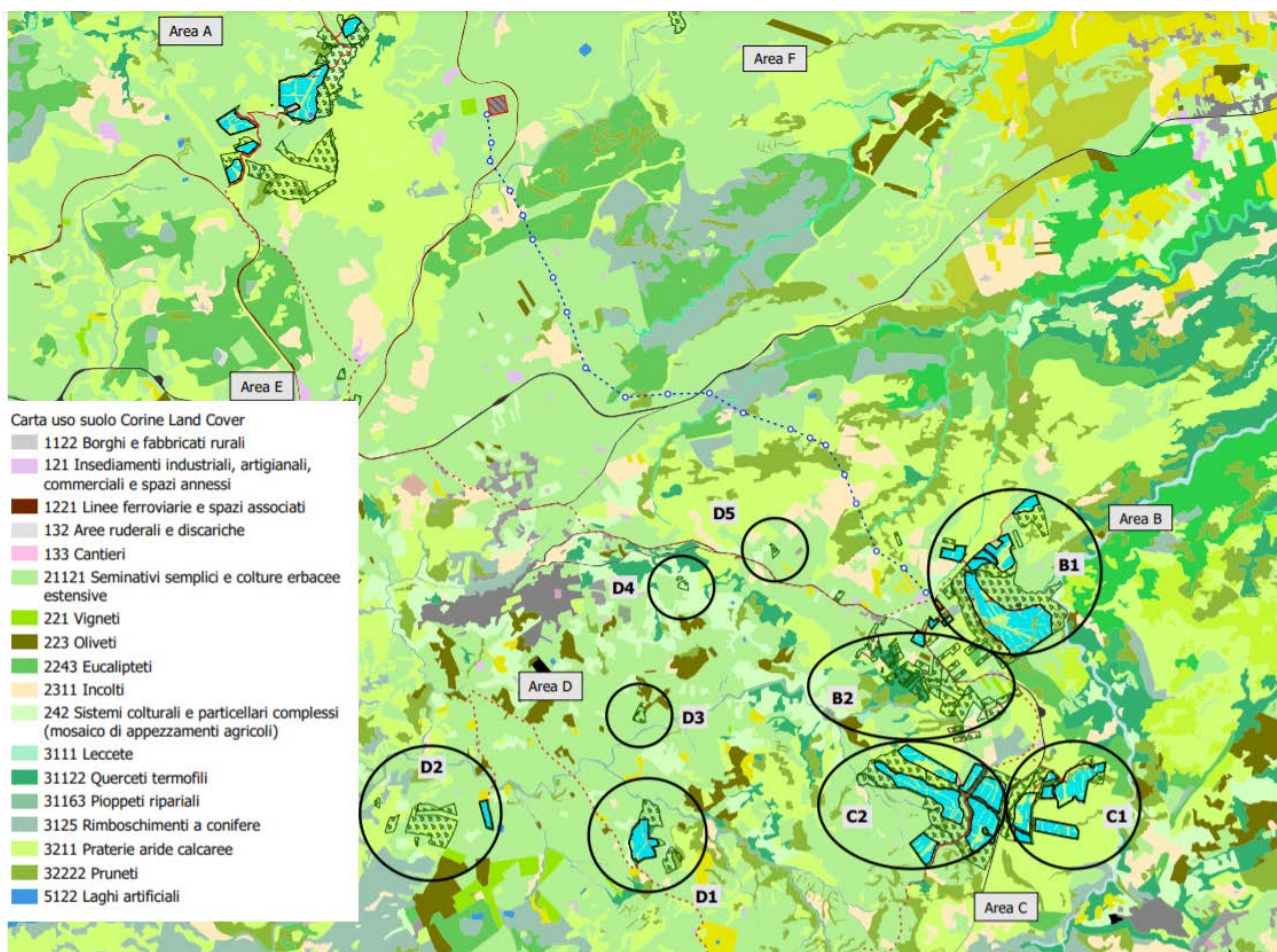 Area A
Area F
Area E
Carta uso suolo Corine Land Cover
1122 Borghi e fabbricati rurali
121 Insediamenti industriali, artigianali,
commerciali e spazi annessi
1221 Linee ferroviarie e spazi associati
132 Aree ruderali e discariche
133 Cantieri
21121 Seminativi semplici e colture erbacee
estensive
221 Vigneti
223 Oliveti
2243 Eucalipteti
2311 Incolti
242 Sistemi colturali e particellari complessi
(mosaico di appezzamenti agricoli)
3111 Leccete
31122 Querceti termofili
31163 Pioppeti ripariali
3125 Rimboschimenti a conifere
3211 Praterie aride calcaree
32222 Pruneti
5122 Laghi artificiali
D5
Area B
B1
D4
Area D
B2
D3
D2
C2
C1
D1
Area C